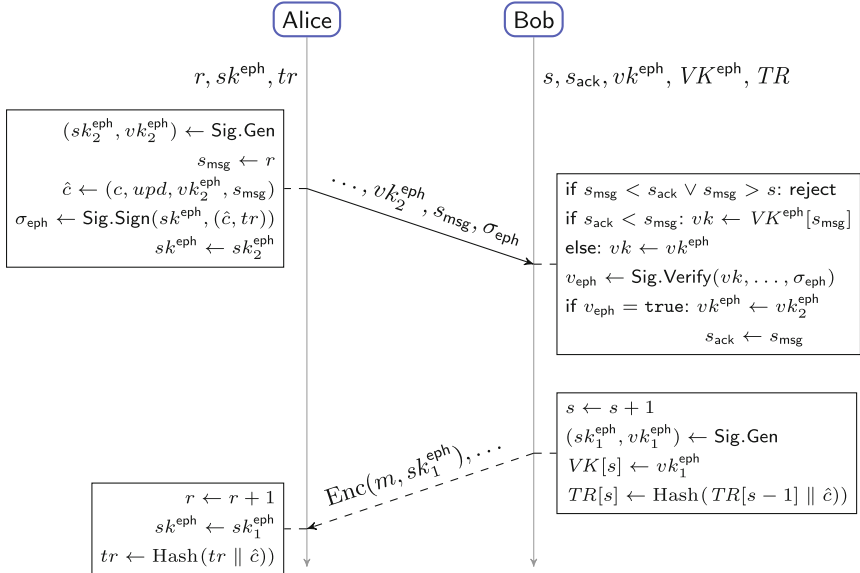 Alice
Bob
r, sk^eph, tr
s, s_ack, vk^eph, VK^eph, TR
(sk_2^eph, vk_2^eph) ← Sig.Gen
s_msg ← r
ĉ ← (c, upd, vk_2^eph, s_msg)
σ_eph ← Sig.Sign(sk^eph, (ĉ, tr))
sk^eph ← sk_2^eph
..., vk_2^eph, s_msg, σ_eph
if s_msg < s_ack ∨ s_msg > s: reject
if s_ack < s_msg: vk ← VK^eph[s_msg]
else: vk ← vk^eph
v_eph ← Sig.Verify(vk, ..., σ_eph)
if v_eph = true: vk^eph ← vk_2^eph
s_ack ← s_msg
s ← s + 1
(sk_1^eph, vk_1^eph) ← Sig.Gen
VK[s] ← vk_1^eph
TR[s] ← Hash(TR[s − 1] ∥ ĉ))
Enc(m, sk_1^eph), ...
r ← r + 1
sk^eph ← sk_1^eph
tr ← Hash(tr ∥ ĉ))